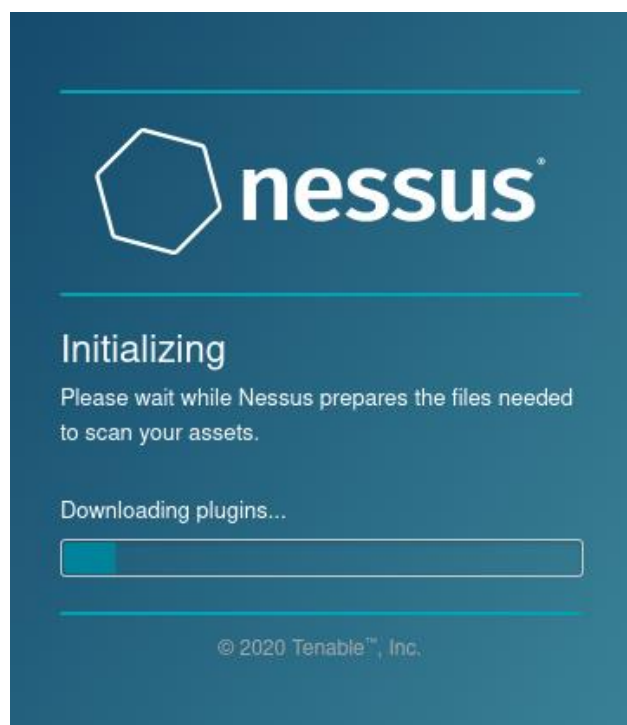 nessus®
Initializing
Please wait while Nessus prepares the files needed
to scan your assets.
Downloading plugins...
© 2020 Tenable™, Inc.